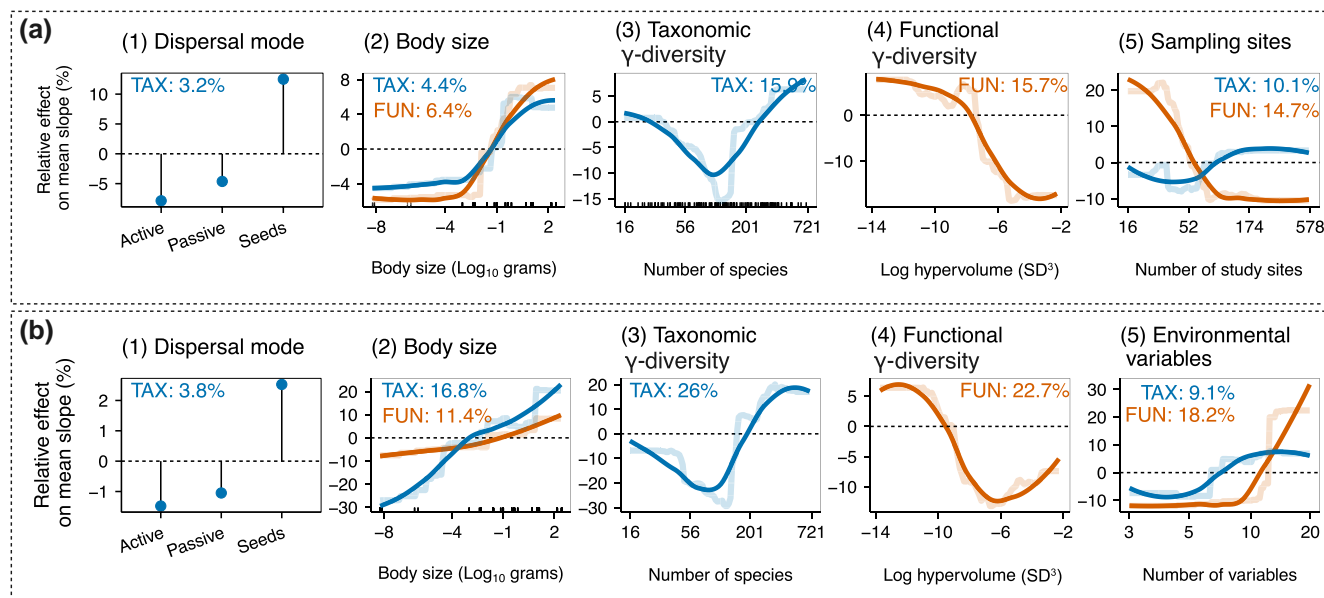 (a)
(1) Dispersal mode
(2) Body size
(3) Taxonomic
γ-diversity
(4) Functional
γ-diversity
(5) Sampling sites
Relative effect
on mean slope (%)
TAX: 3.2%
10
5
0
−5
Active
Passive
Seeds
TAX: 4.4%
FUN: 6.4%
8
4
0
−4
−8
−4
−1
2
Body size (Log10 grams)
TAX: 15.9%
5
0
−5
−10
−15
16
56
201
721
Number of species
FUN: 15.7%
0
−10
−14
−10
−6
−2
Log hypervolume (SD³)
TAX: 10.1%
FUN: 14.7%
20
10
0
−10
16
52
174
578
Number of study sites
(b)
(1) Dispersal mode
(2) Body size
(3) Taxonomic
γ-diversity
(4) Functional
γ-diversity
(5) Environmental
variables
Relative effect
on mean slope (%)
TAX: 3.8%
2
1
0
−1
Active
Passive
Seeds
TAX: 16.8%
FUN: 11.4%
20
10
0
−10
−20
−30
−8
−4
−1
2
Body size (Log10 grams)
TAX: 26%
20
10
0
−10
−20
−30
16
56
201
721
Number of species
FUN: 22.7%
5
0
−5
−10
−14
−10
−6
−2
Log hypervolume (SD³)
TAX: 9.1%
FUN: 18.2%
30
20
10
0
−10
3
5
10
20
Number of variables